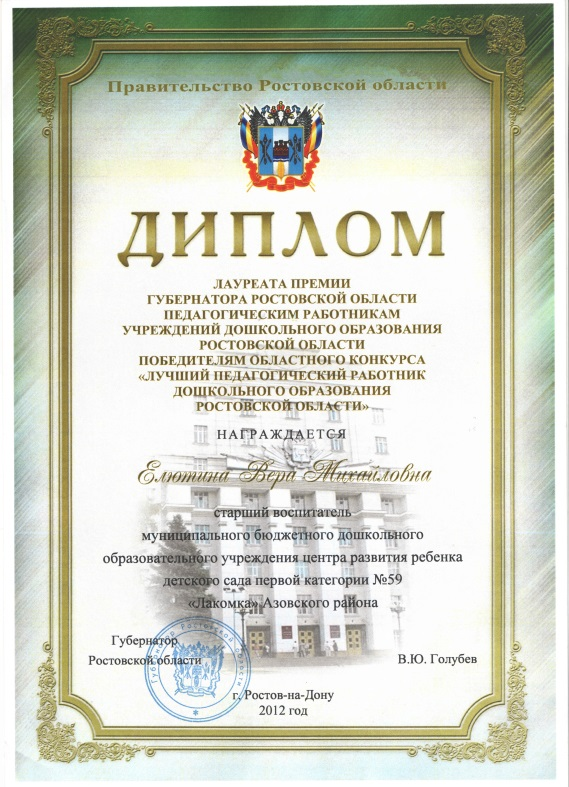 Правительство Ростовской области
ДИПЛОМ
ЛАУРЕАТА ПРЕМИИ
ГУБЕРНАТОРА РОСТОВСКОЙ ОБЛАСТИ
ПЕДАГОГИЧЕСКИМ РАБОТНИКАМ
УЧРЕЖДЕНИЙ ДОШКОЛЬНОГО ОБРАЗОВАНИЯ
РОСТОВСКОЙ ОБЛАСТИ
ПОБЕДИТЕЛЯМ ОБЛАСТНОГО КОНКУРСА
«ЛУЧШИЙ ПЕДАГОГИЧЕСКИЙ РАБОТНИК
ДОШКОЛЬНОГО ОБРАЗОВАНИЯ
РОСТОВСКОЙ ОБЛАСТИ»
НАГРАЖДАЕТСЯ
Елютина Вера Михайловна
старший воспитатель
муниципального бюджетного дошкольного
образовательного учреждения центра развития ребенка
детского сада первой категории №59
«Лакомка» Азовского района
Губернатор
Ростовской области
В.Ю. Голубев
Губернатор Ростовской области
г. Ростов-на-Дону
2012 год